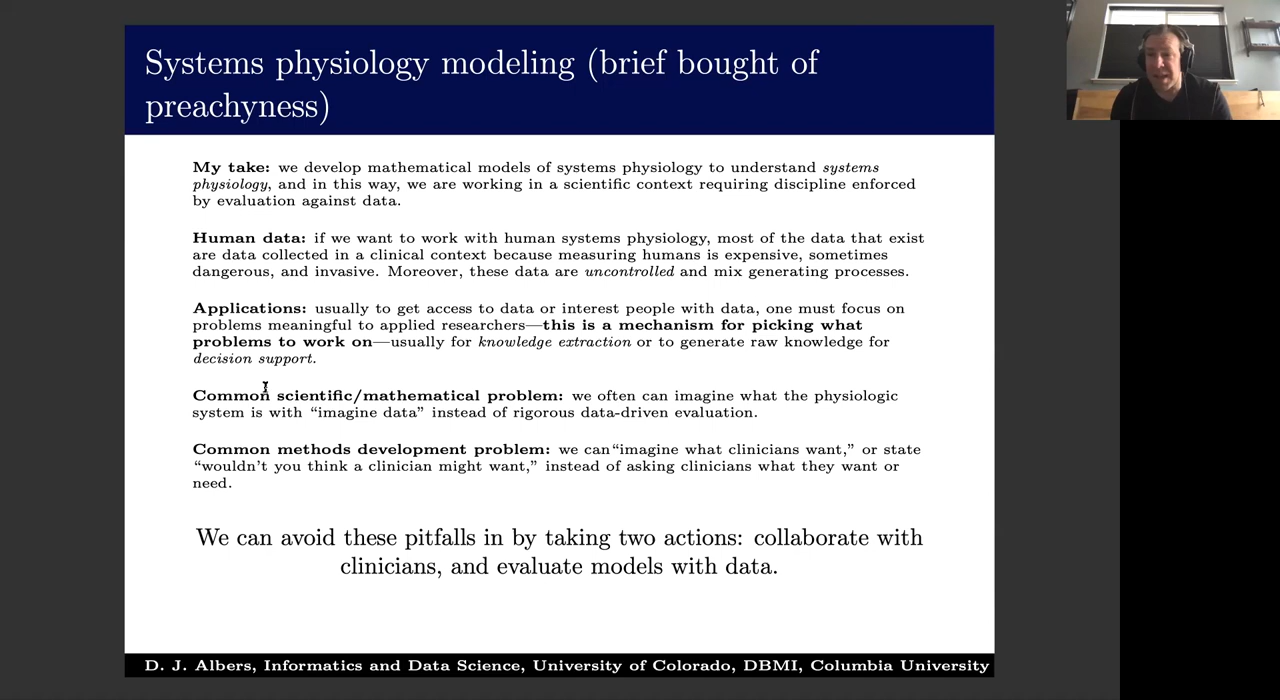 Systems physiology modeling (brief bought of
preachyness)
My take: we develop mathematical models of systems physiology to understand systems
physiology, and in this way, we are working in a scientific context requiring discipline enforced
by evaluation against data.
Human data: if we want to work with human systems physiology, most of the data that exist
are data collected in a clinical context because measuring humans is expensive, sometimes
dangerous, and invasive. Moreover, these data are uncontrolled and mix generating processes.
Applications: usually to get access to data or interest people with data, one must focus on
problems meaningful to applied researchers—this is a mechanism for picking what
problems to work on—usually for knowledge extraction or to generate raw knowledge for
decision support.
Common scientific/mathematical problem: we often can imagine what the physiologic
system is with “imagine data” instead of rigorous data-driven evaluation.
Common methods development problem: we can“imagine what clinicians want,” or state
“wouldn’t you think a clinician might want,” instead of asking clinicians what they want or
need.
We can avoid these pitfalls in by taking two actions: collaborate with
clinicians, and evaluate models with data.
D. J. Albers, Informatics and Data Science, University of Colorado, DBMI, Columbia University